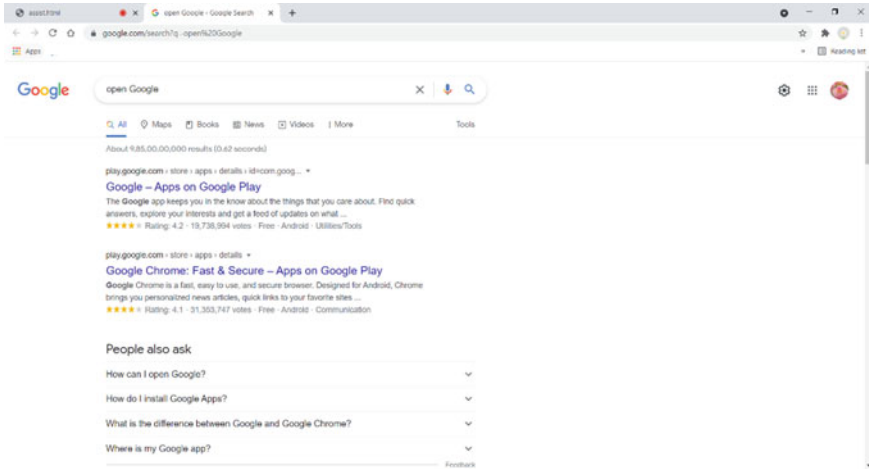 assist.html
open Google - Google Search
google.com/search?q=open%20Google
Apps
Reading list
Google
open Google
All Maps Books News Videos More Tools
About 9,85,00,00,000 results (0.62 seconds)
play.google.com › store › apps › details › id=com.goog...
Google – Apps on Google Play
The Google app keeps you in the know about the things that you care about. Find quick
answers, explore your interests and get a feed of updates on what ...
Rating: 4.2 · 19,738,994 votes · Free · Android · Utilities/Tools
play.google.com › store › apps › details
Google Chrome: Fast & Secure – Apps on Google Play
Google Chrome is a fast, easy to use, and secure browser. Designed for Android, Chrome
brings you personalized news articles, quick links to your favorite sites ...
Rating: 4.1 · 31,355,747 votes · Free · Android · Communication
People also ask
How can I open Google?
How do I install Google Apps?
What is the difference between Google and Google Chrome?
Where is my Google app?
Feedback